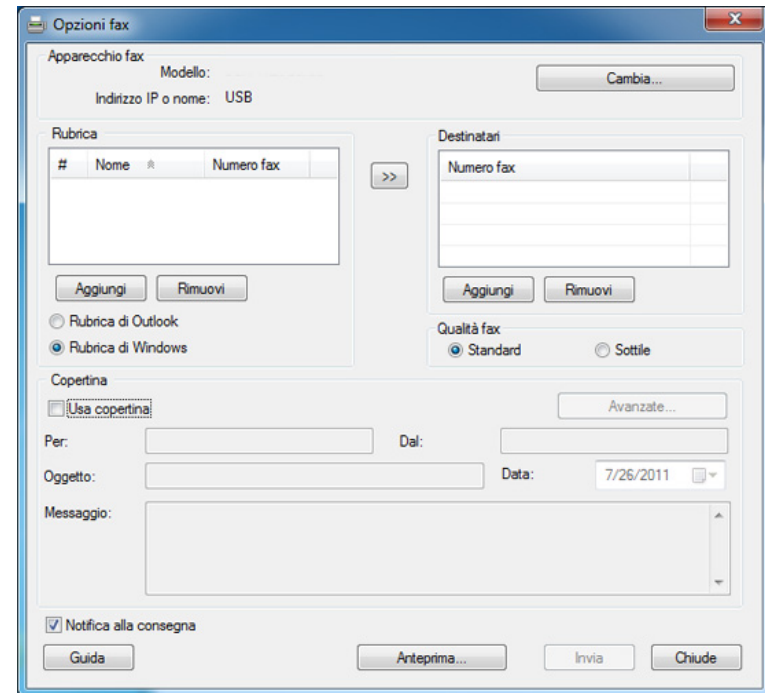 Opzioni fax
Apparecchio fax
Modello:
Cambia...
Indirizzo IP o nome: USB
Rubrica
Destinatari
# Nome Numero fax
Numero fax
>>
Aggiungi Rimuovi
Aggiungi Rimuovi
Rubrica di Outlook
Rubrica di Windows
Qualità fax
Standard Sottile
Copertina
Usa copertina
Avanzate...
Per: Dal:
Oggetto: Data: 7/26/2011
Messaggio:
Notifica alla consegna
Guida Anteprima... Invia Chiude